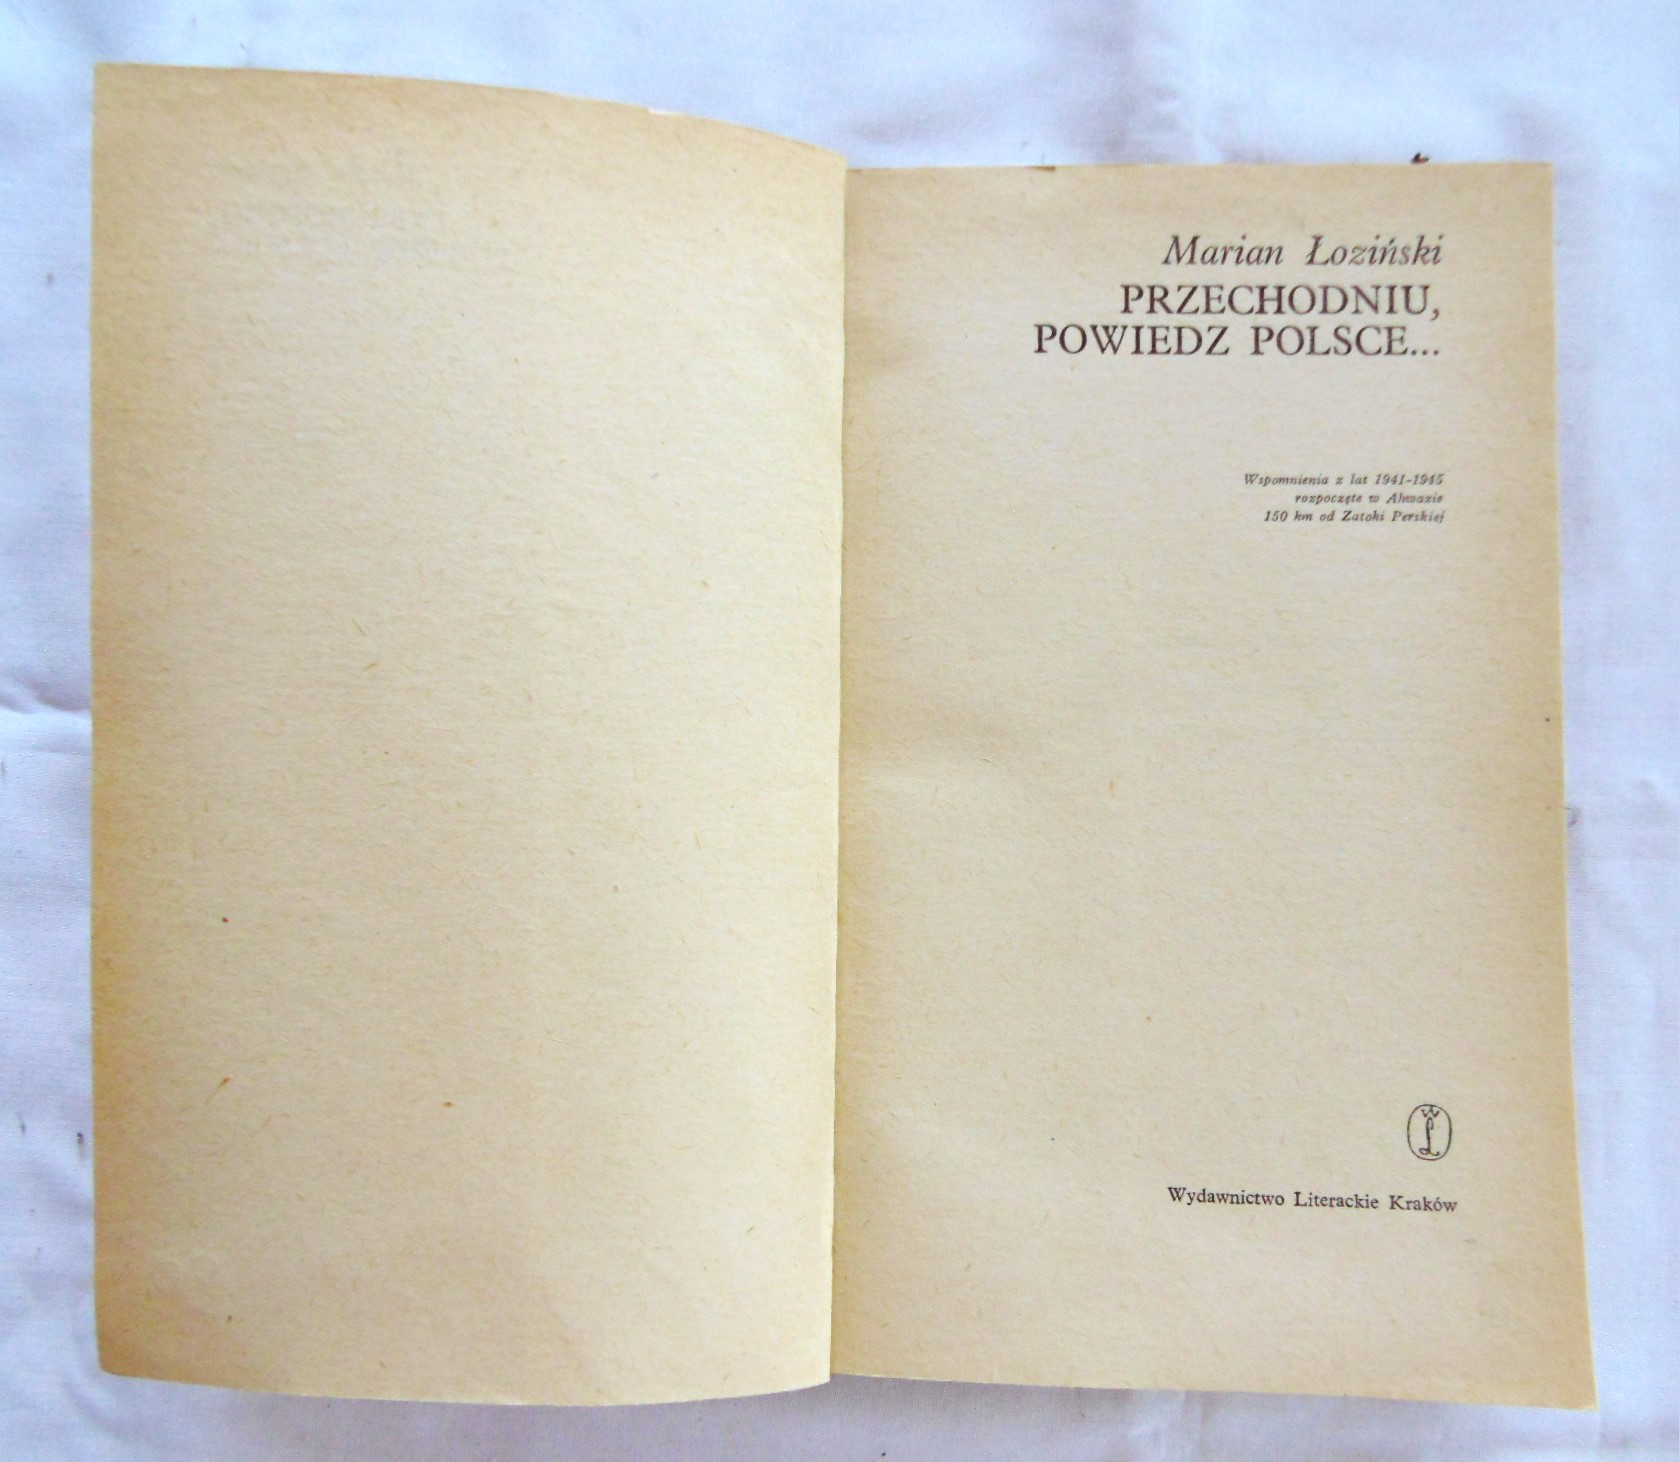 Marian Łoziński
PRZECHODNIU,
POWIEDZ POLSCE...
Wspomnienia z lat 1941-1945
rozpoczęte w Ahwazie
150 km od Zatoki Perskiej
WŁ
Wydawnictwo Literackie Kraków